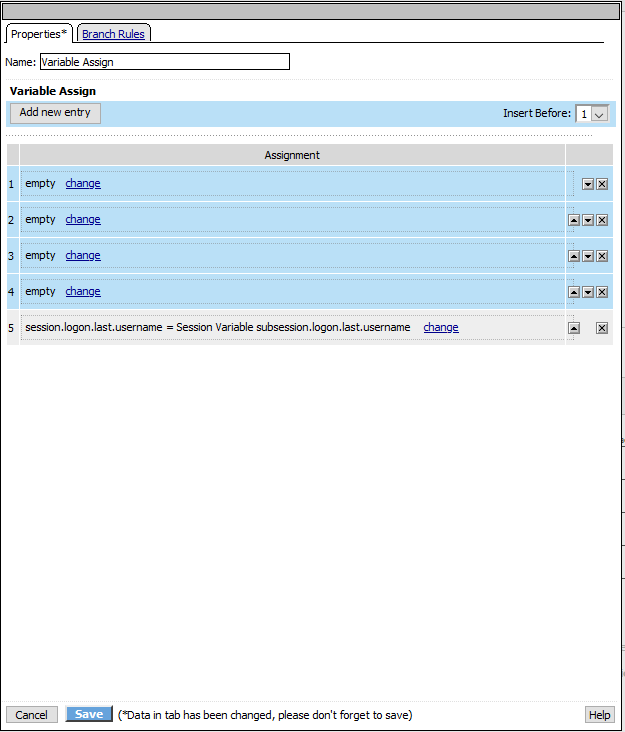 Properties* Branch Rules
Name: Variable Assign
Variable Assign
Add new entry Insert Before: 1
Assignment
1 empty change
2 empty change
3 empty change
4 empty change
5 session.logon.last.username = Session Variable subsession.logon.last.username change
Cancel Save (*Data in tab has been changed, please don't forget to save) Help